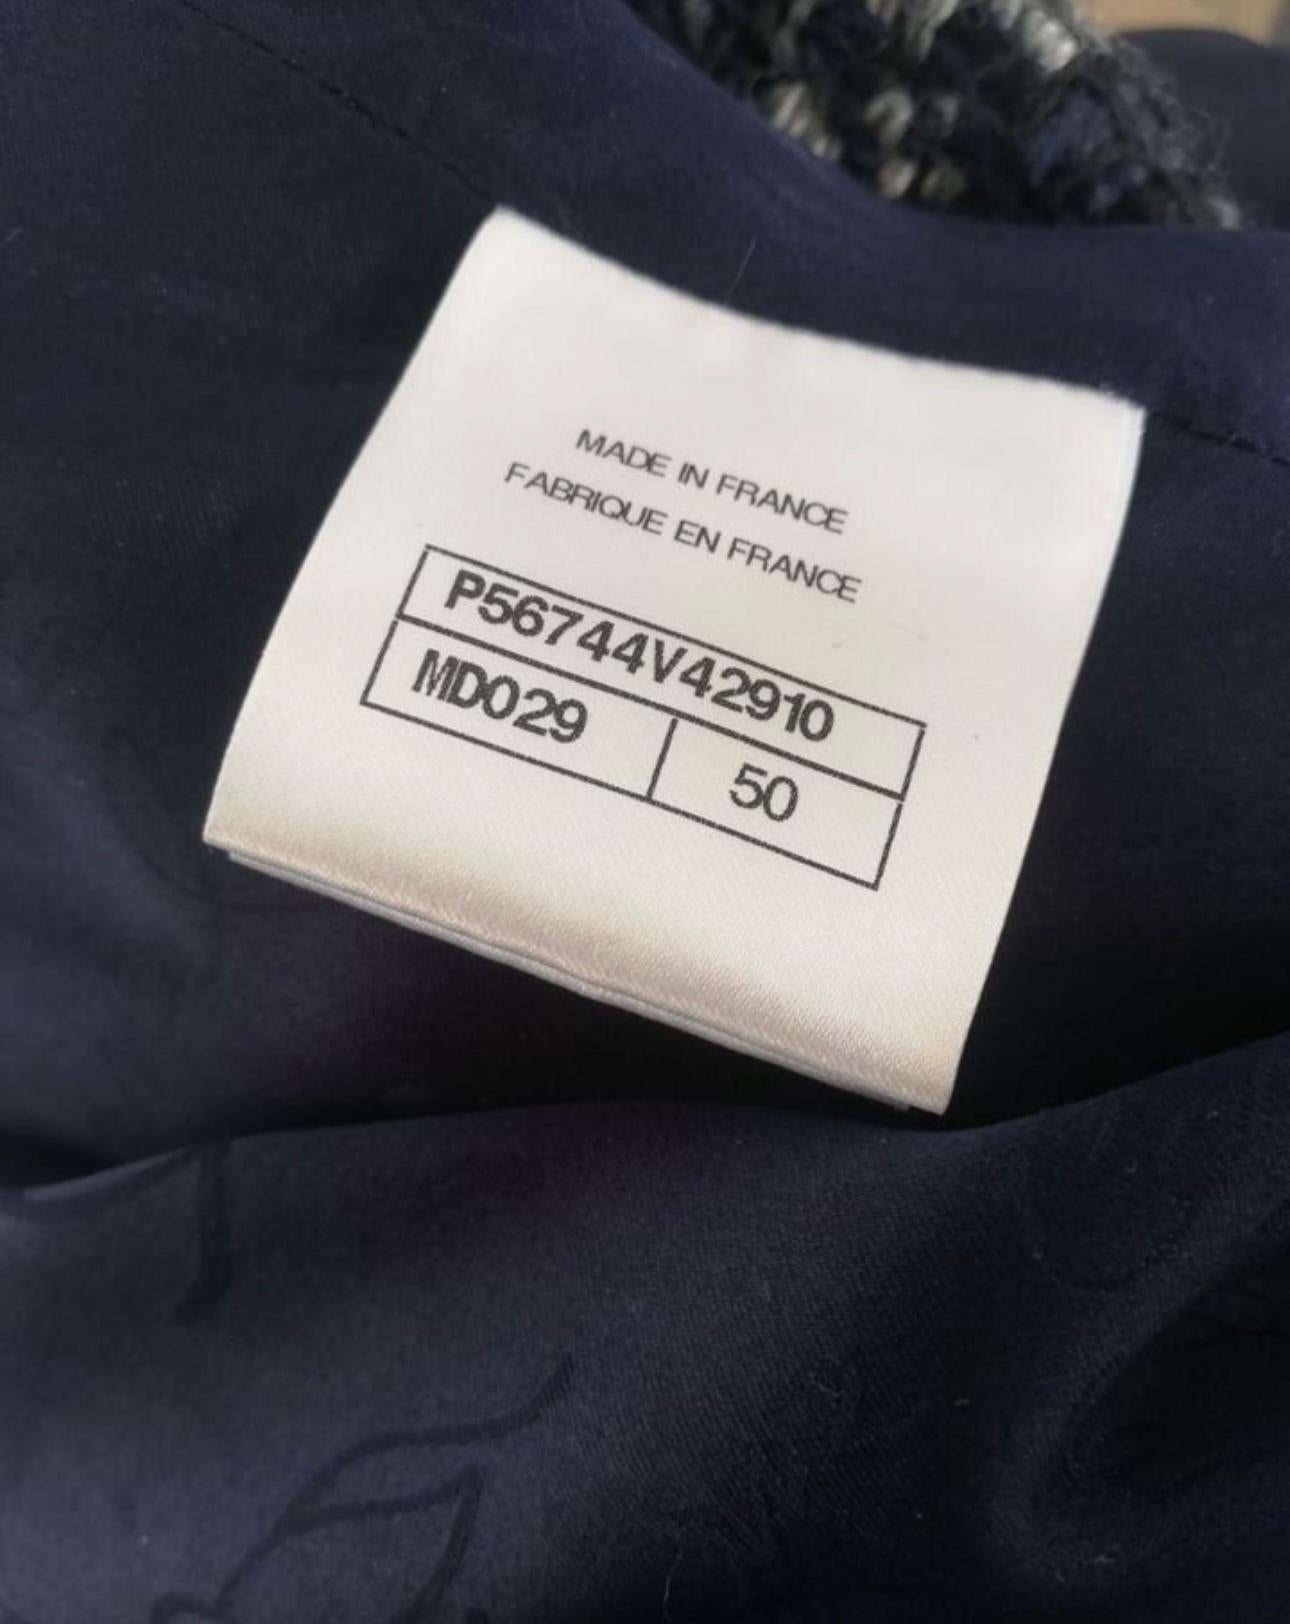 MADE IN FRANCE
FABRIQUE EN FRANCE
P56744V42910
MD029 50